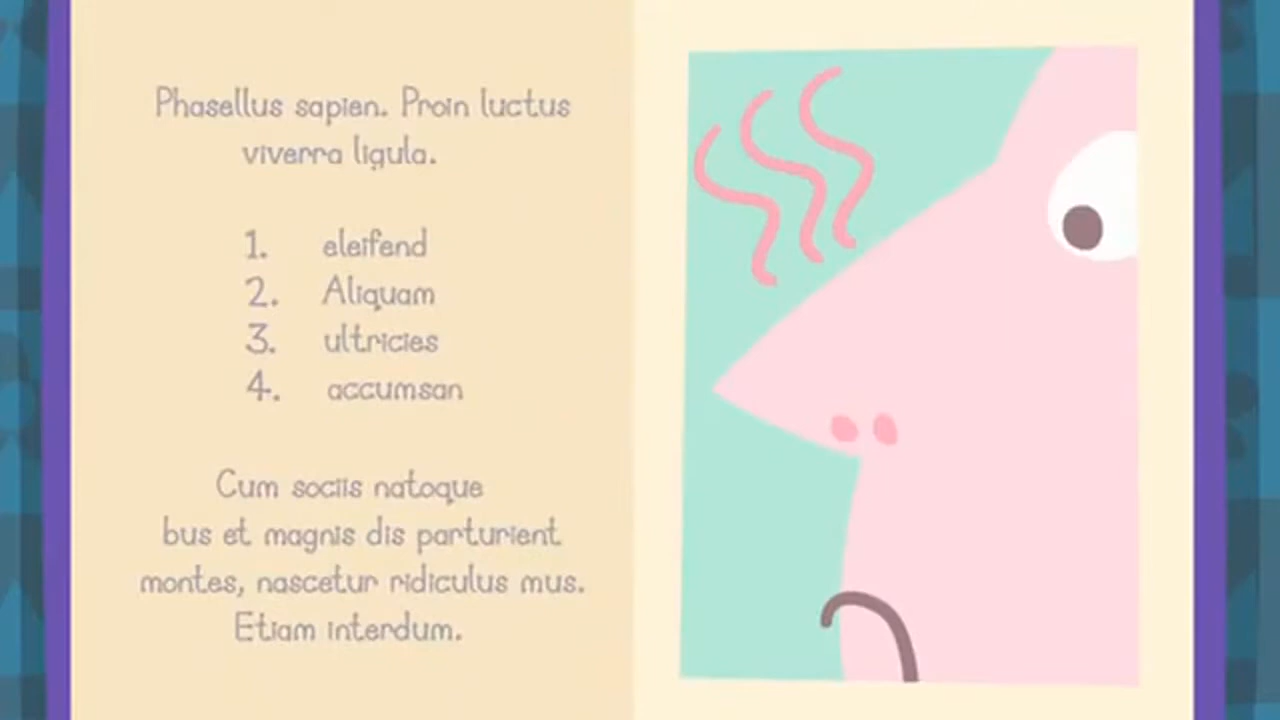 Phasellus sapien. Proin luctus
viverra ligula.
1. eleifend
2. Aliquam
3. ultricies
4. accumsan
Cum sociis natoque
bus et magnis dis parturient
montes, nascetur ridiculus mus.
Etiam interdum.